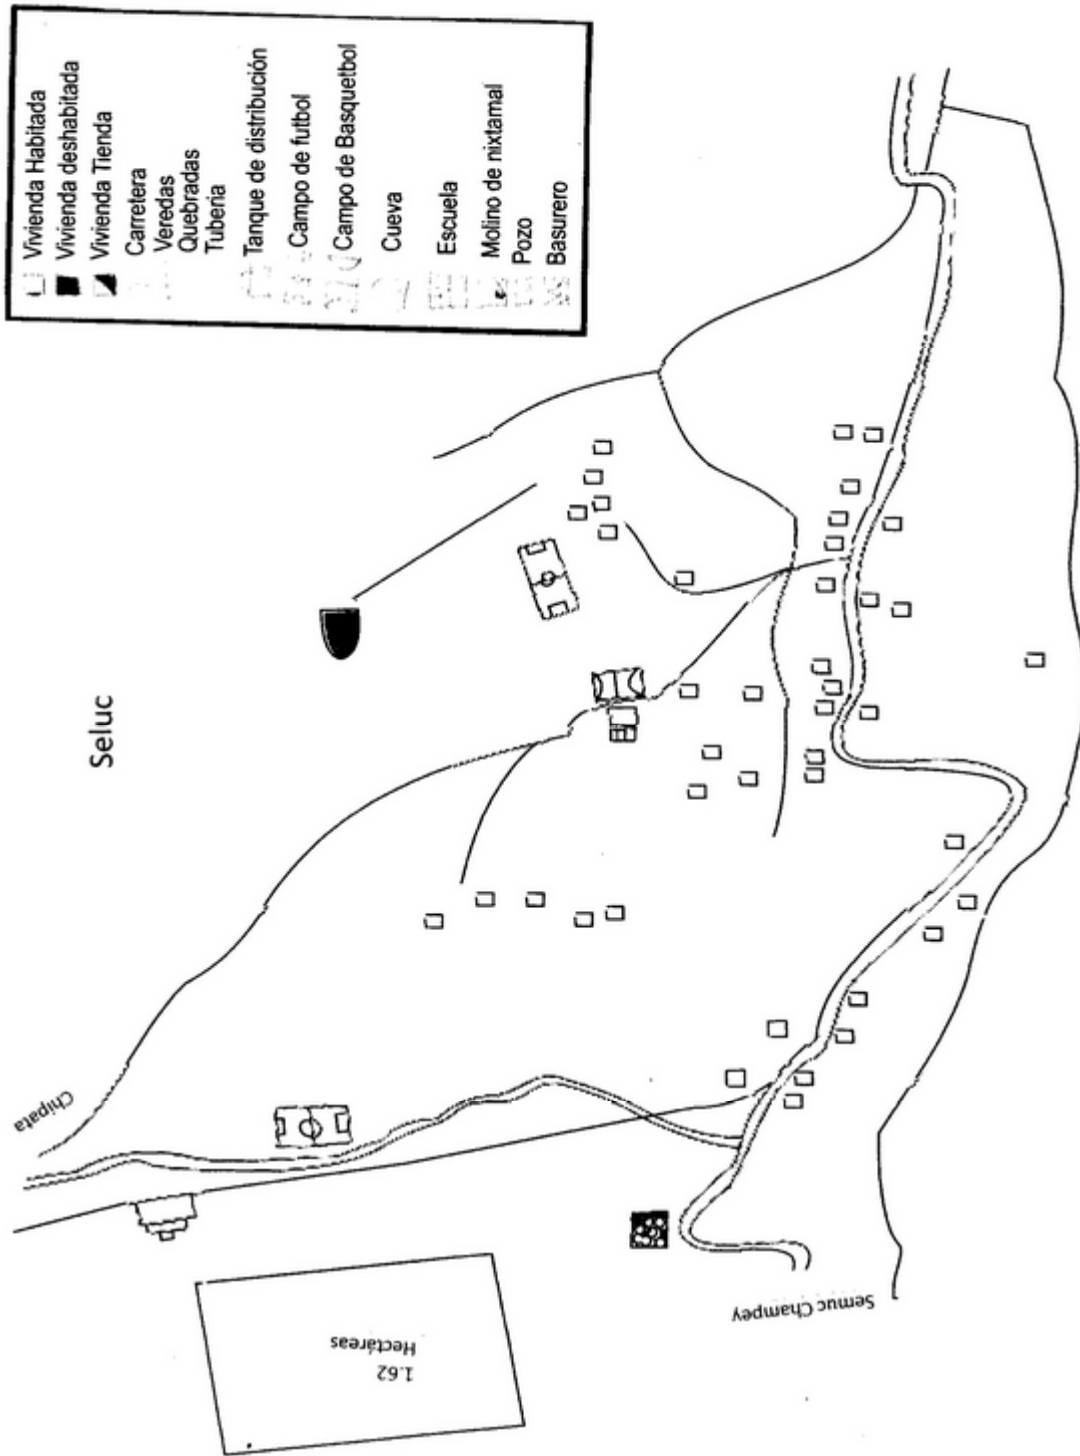 Vivienda Habitada
Vivienda deshabitada
Vivienda Tienda
Carretera
Veredas
Quebradas
Tuberia
Tanque de distribución
Campo de futbol
Campo de Basquetbol
Cueva
Escuela
Molino de nixtamal
Pozo
Basurero
Seluc
Chipata
1.62
Hectáreas
Semuc Champey